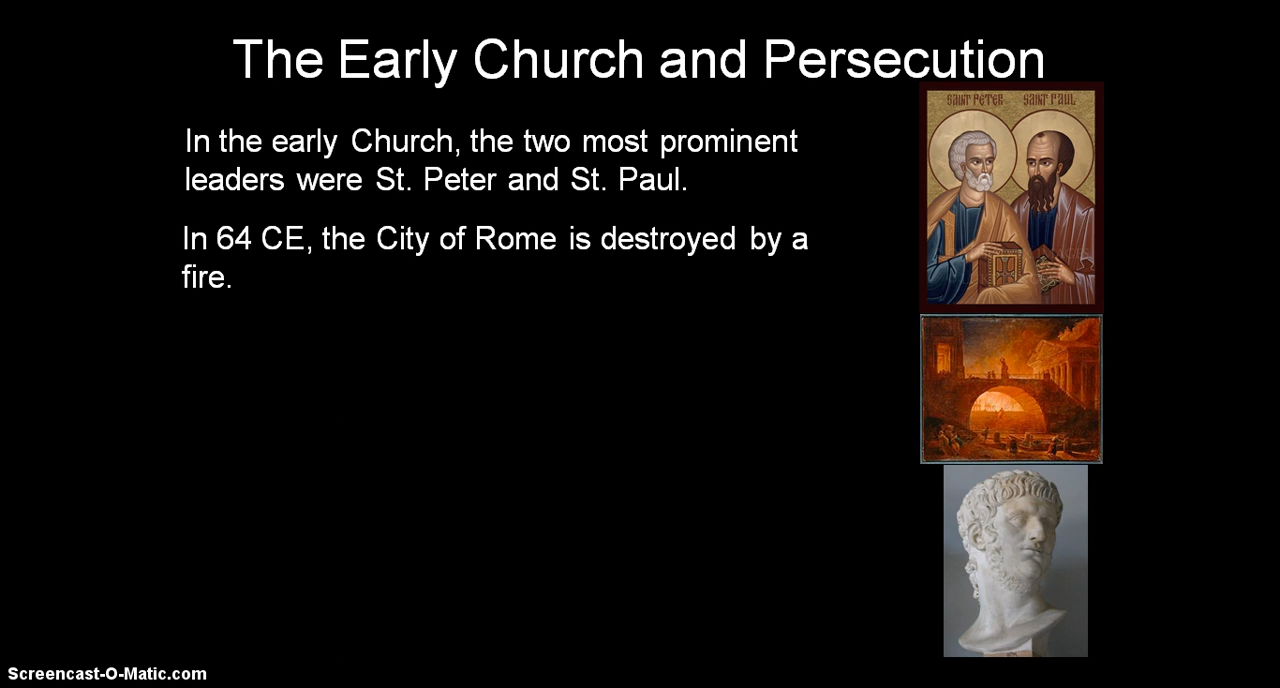 The Early Church and Persecution
In the early Church, the two most prominent
leaders were St. Peter and St. Paul.
In 64 CE, the City of Rome is destroyed by a
fire.
SAINT PETER SAINT PAUL
Screencast-O-Matic.com